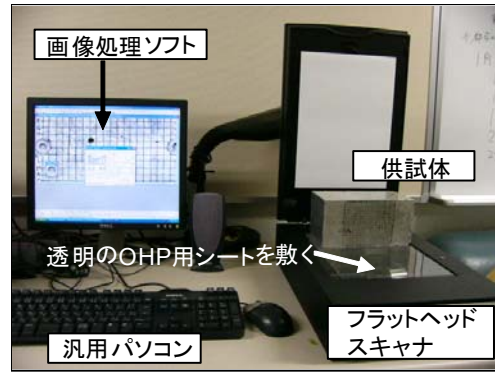 画像処理ソフト
供試体
透明のOHP用シートを敷く
汎用パソコン
フラットヘッド
スキャナ